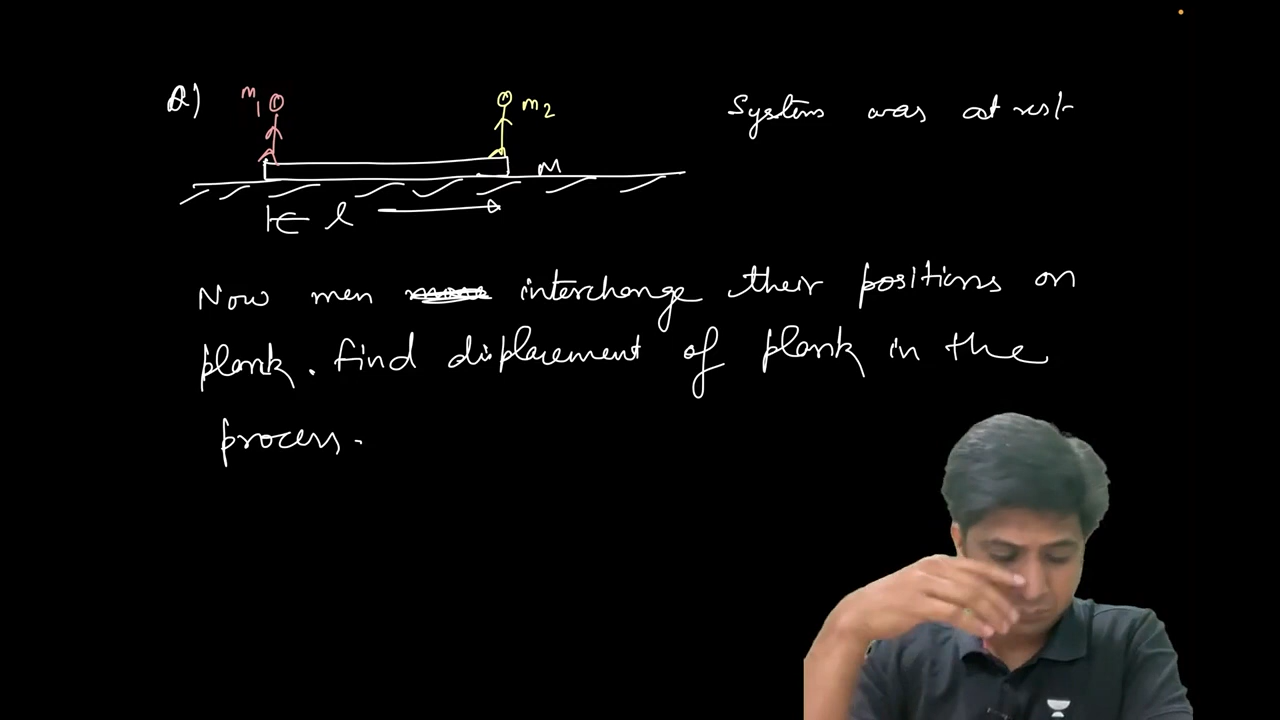 Q)
m1
m2
System was at rest
M
l
Now men interchange their positions on
plank. find displacement of plank in the
process.